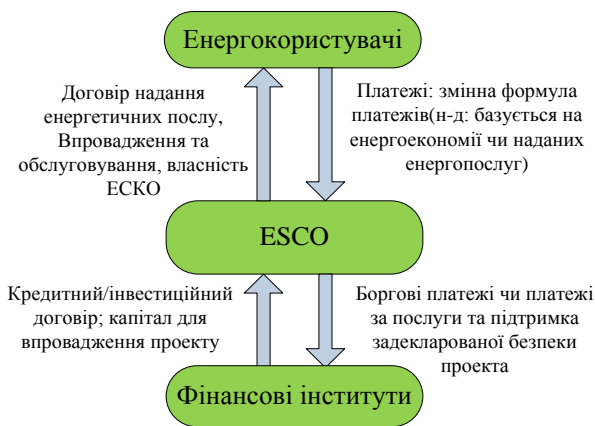 Енергокористувачі
Договір надання
енергетичних послу,
Впровадження та
обслуговування, власність
ЕСКО
Платежі: змінна формула
платежів(н-д: базується на
енергоекономії чи наданих
енергопослуг)
ESCO
Кредитний/інвестиційний
договір; капітал для
впровадження проекту
Боргові платежі чи платежі
за послуги та підтримка
задекларованої безпеки
проекта
Фінансові інститути